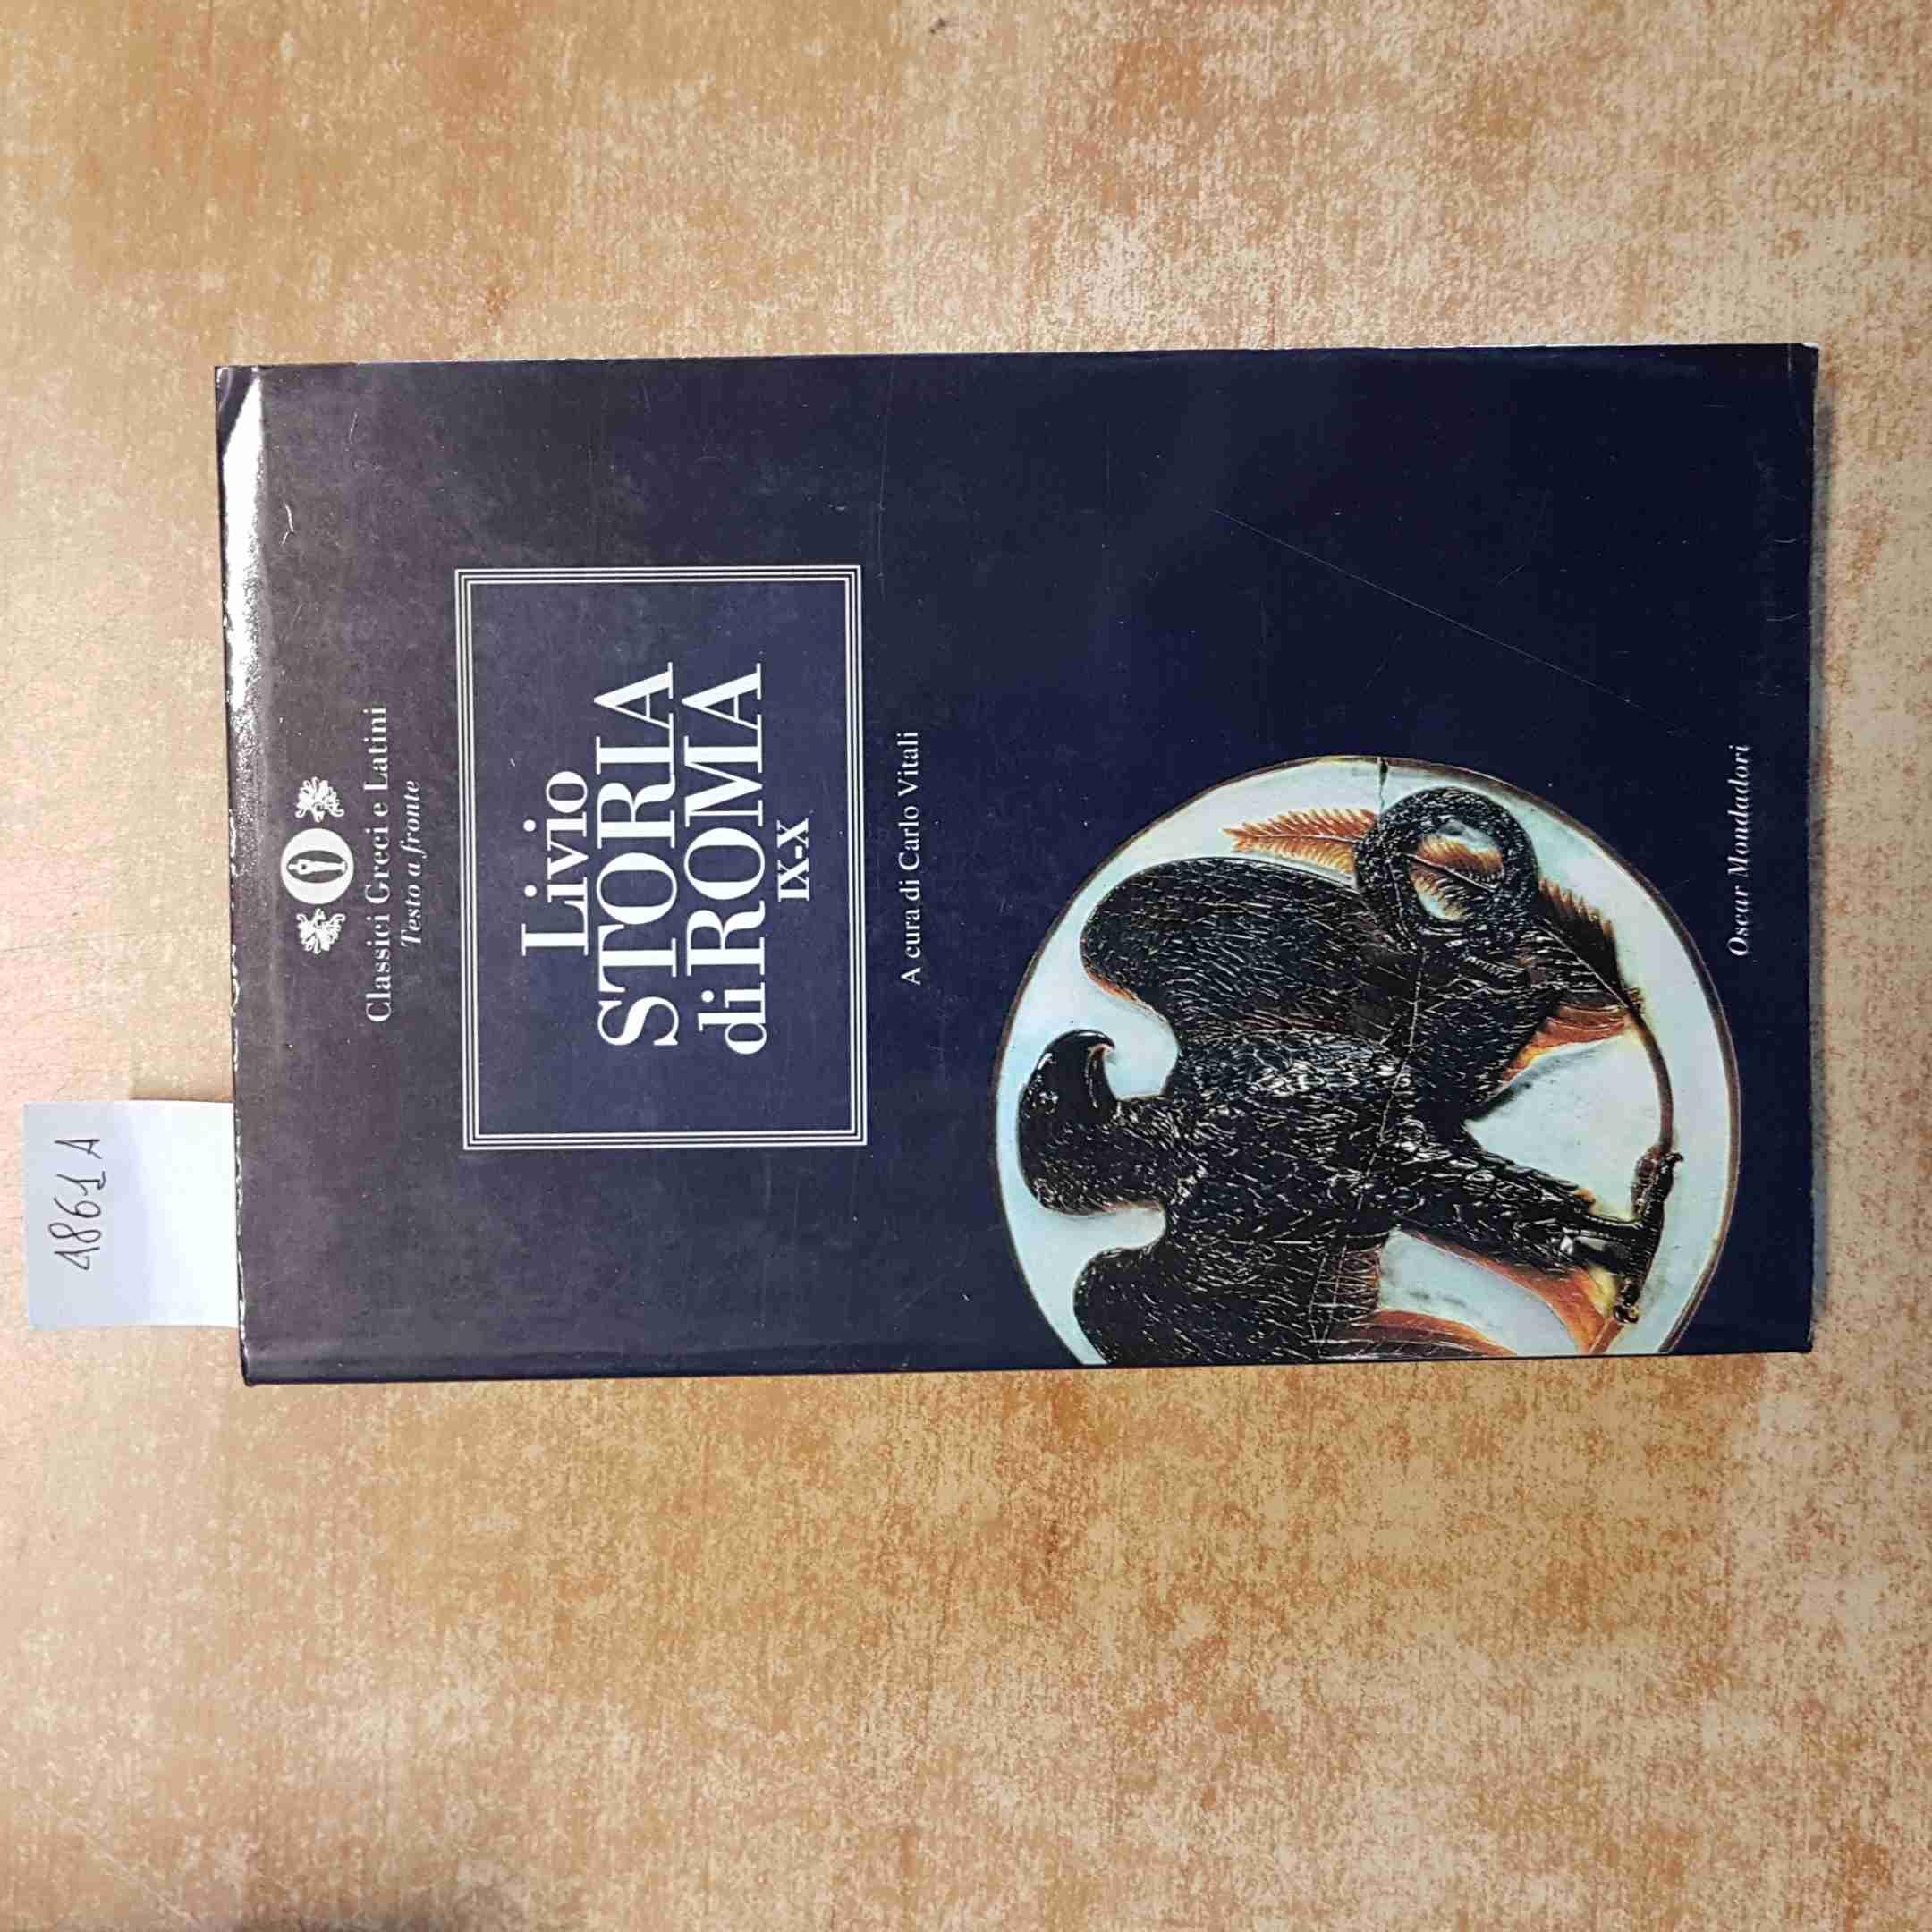 4861 A
Classici Greci e Latini
Testo a fronte
Livio
STORIA
di ROMA
IX-X
A cura di Carlo Vitali
Oscar Mondadori